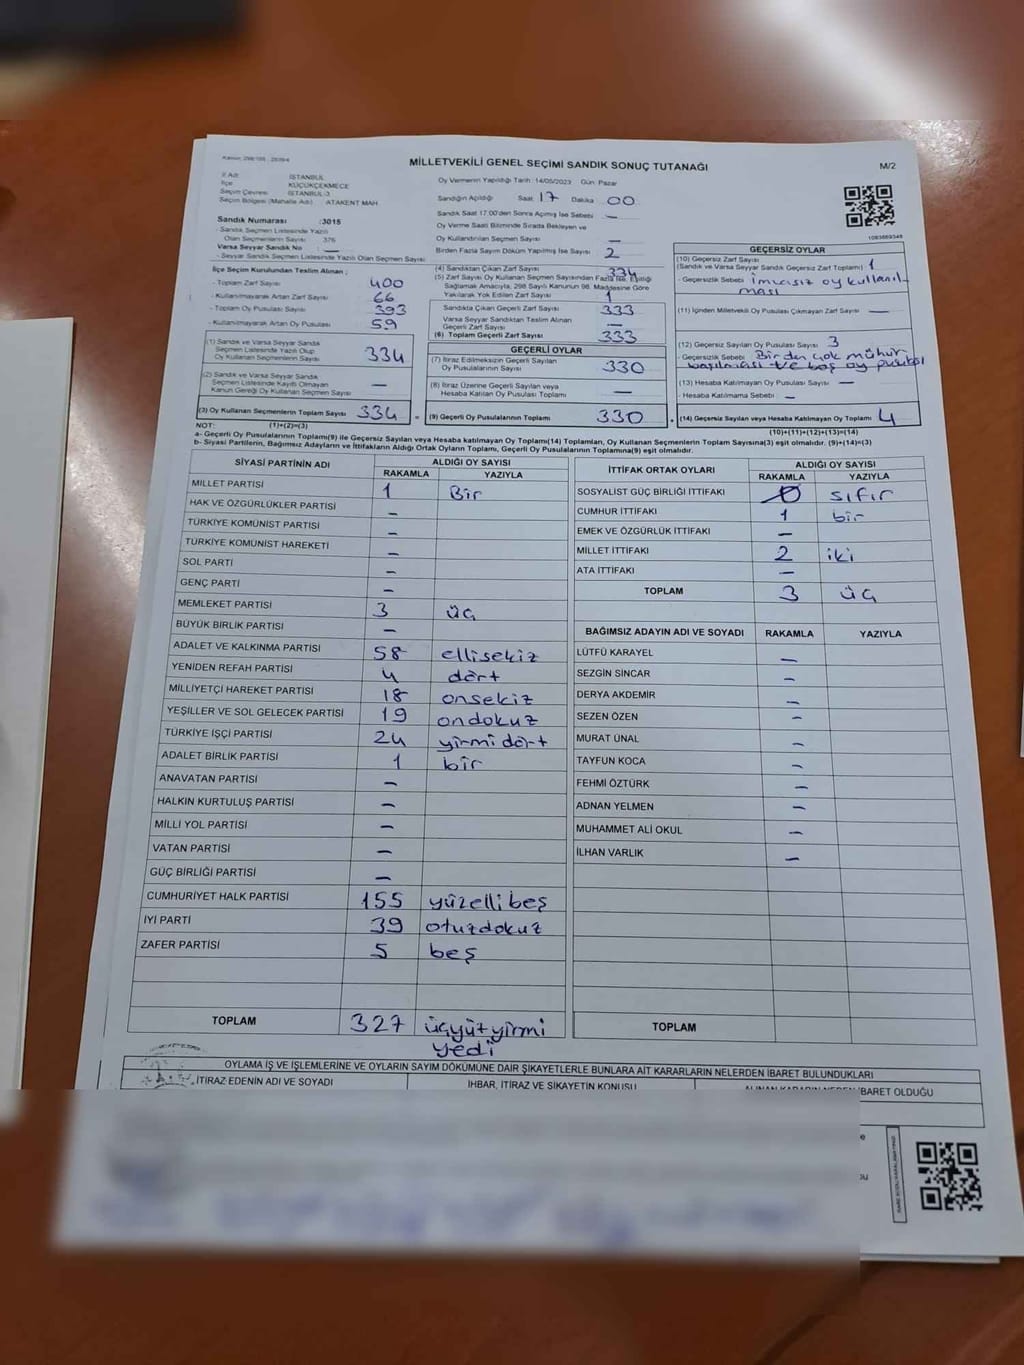 MİLLETVEKİLİ GENEL SEÇİMİ SANDIK SONUÇ TUTANAĞI
M/2
İl Adı : İSTANBUL
İlçe : KÜÇÜKÇEKMECE
Seçim Çevresi : İSTANBUL-3
Seçim Bölgesi (Mahalle Adı) : ATAKENT MAH
Sandık Numarası :3015
Sandık Seçmen Listesinde Yazılı
Olan Seçmenlerin Sayısı : 376
Varsa Seyyar Sandık No : —
- Seyyar Sandık Seçmen Listesinde Yazılı Olan Seçmen Sayısı
İlçe Seçim Kurulundan Teslim Alınan ;
- Toplam Zarf Sayısı 400
- Kullanılmayarak Artan Zarf Sayısı 66
- Toplam Oy Pusulası Sayısı 393
- Kullanılmayarak Artan Oy Pusulası 59
(1) Sandık ve Varsa Seyyar Sandık
Seçmen Listesinde Yazılı Olup
Oy Kullanan Seçmenlerin Sayısı 334
(2) Sandık ve Varsa Seyyar Sandık
Seçmen Listesinde Kayıtlı Olmayan
Kanun Gereği Oy Kullanan Seçmen Sayısı —
(3) Oy Kullanan Seçmenlerin Toplam Sayısı 334
Oy Vermenin Yapıldığı Tarih : 14/05/2023 Gün: Pazar
Sandığın Açıldığı Saat 17 Dakika 00
Sandık Saat 17.00'den Sonra Açılmış İse Sebebi —
Oy Verme Saati Bitiminde Sırada Bekleyen ve
Oy Kullandırılan Seçmen Sayısı —
Birden Fazla Sayım Döküm Yapılmış İse Sayısı 2
(4) Sandıktan Çıkan Zarf Sayısı 334
(5) Zarf Sayısı Oy Kullanan Seçmen Sayısından Fazla İse, Eşitliği
Sağlamak Amacıyla, 298 Sayılı Kanunun 98. Maddesine Göre
Yakılarak Yok Edilen Zarf Sayısı 1
Sandıkta Çıkan Geçerli Zarf Sayısı 333
Varsa Seyyar Sandıktan Teslim Alınan
Geçerli Zarf Sayısı —
(6) Toplam Geçerli Zarf Sayısı 333
GEÇERLİ OYLAR
(7) İtiraz Edilmeksizin Geçerli Sayılan
Oy Pusulalarının Sayısı 330
(8) İtiraz Üzerine Geçerli Sayılan veya
Hesaba Katılan Oy Pusulaları Toplamı —
= (9) Geçerli Oy Pusulalarının Toplamı 330
1083669348
GEÇERSİZ OYLAR
(10) Geçersiz Zarf Sayısı
(Sandık ve Varsa Seyyar Sandık Geçersiz Zarf Toplamı) 1
- Geçersizlik Sebebi imzasız oy kullanıl-
ması
(11) İçinden Milletvekili Oy Pusulası Çıkmayan Zarf Sayısı —
(12) Geçersiz Sayılan Oy Pusulası Sayısı 3
- Geçersizlik Sebebi Birden çok mühür
basılması ve boş oy pusulası
(13) Hesaba Katılmayan Oy Pusulası Sayısı —
- Hesaba Katılmama Sebebi —
+ (14) Geçersiz Sayılan veya Hesaba Katılmayan Oy Toplamı 4
NOT: (1)+(2)=(3)
(10)+(11)+(12)+(13)=(14)
a- Geçerli Oy Pusulalarının Toplamı(9) ile Geçersiz Sayılan veya Hesaba katılmayan Oy Toplamı(14) Toplamları, Oy Kullanan Seçmenlerin Toplam Sayısına(3) eşit olmalıdır. (9)+(14)=(3)
b- Siyasi Partilerin, Bağımsız Adayların ve İttifakların Aldığı Ortak Oyların Toplamı, Geçerli Oy Pusulalarının Toplamına(9) eşit olmalıdır.
SİYASİ PARTİNİN ADI ALDIĞI OY SAYISI
RAKAMLA YAZIYLA
MİLLET PARTİSİ 1 Bir
HAK VE ÖZGÜRLÜKLER PARTİSİ —
TÜRKİYE KOMÜNİST PARTİSİ —
TÜRKİYE KOMÜNİST HAREKETİ —
SOL PARTİ —
GENÇ PARTİ —
MEMLEKET PARTİSİ 3 üç
BÜYÜK BİRLİK PARTİSİ —
ADALET VE KALKINMA PARTİSİ 58 ellisekiz
YENİDEN REFAH PARTİSİ 4 dört
MİLLİYETÇİ HAREKET PARTİSİ 18 onsekiz
YEŞİLLER VE SOL GELECEK PARTİSİ 19 ondokuz
TÜRKİYE İŞÇİ PARTİSİ 24 yirmidört
ADALET BİRLİK PARTİSİ 1 bir
ANAVATAN PARTİSİ —
HALKIN KURTULUŞ PARTİSİ —
MİLLİ YOL PARTİSİ —
VATAN PARTİSİ —
GÜÇ BİRLİĞİ PARTİSİ —
CUMHURİYET HALK PARTİSİ 155 yüzellibeş
İYİ PARTİ 39 otuzdokuz
ZAFER PARTİSİ 5 beş
TOPLAM 327 üçyüzyirmi
yedi
İTTİFAK ORTAK OYLARI ALDIĞI OY SAYISI
RAKAMLA YAZIYLA
SOSYALİST GÜÇ BİRLİĞİ İTTİFAKI 0 sıfır
CUMHUR İTTİFAKI 1 bir
EMEK VE ÖZGÜRLÜK İTTİFAKI —
MİLLET İTTİFAKI 2 iki
ATA İTTİFAKI —
TOPLAM 3 üç
BAĞIMSIZ ADAYIN ADI VE SOYADI RAKAMLA YAZIYLA
LÜTFÜ KARAYEL —
SEZGİN SİNCAR —
DERYA AKDEMİR —
SEZEN ÖZEN —
MURAT ÜNAL —
TAYFUN KOCA —
FEHMİ ÖZTÜRK —
ADNAN YELMEN —
MUHAMMET ALİ OKUL —
İLHAN VARLIK —
TOPLAM
OYLAMA İŞ VE İŞLEMLERİNE VE OYLARIN SAYIM DÖKÜMÜNE DAİR ŞİKAYETLERLE BUNLARA AİT KARARLARIN NELERDEN İBARET BULUNDUKLARI
İTİRAZ EDENİN ADI VE SOYADI İHBAR, İTİRAZ VE ŞİKAYETİN KONUSU ALINAN KARARIN NEDEN İBARET OLDUĞU